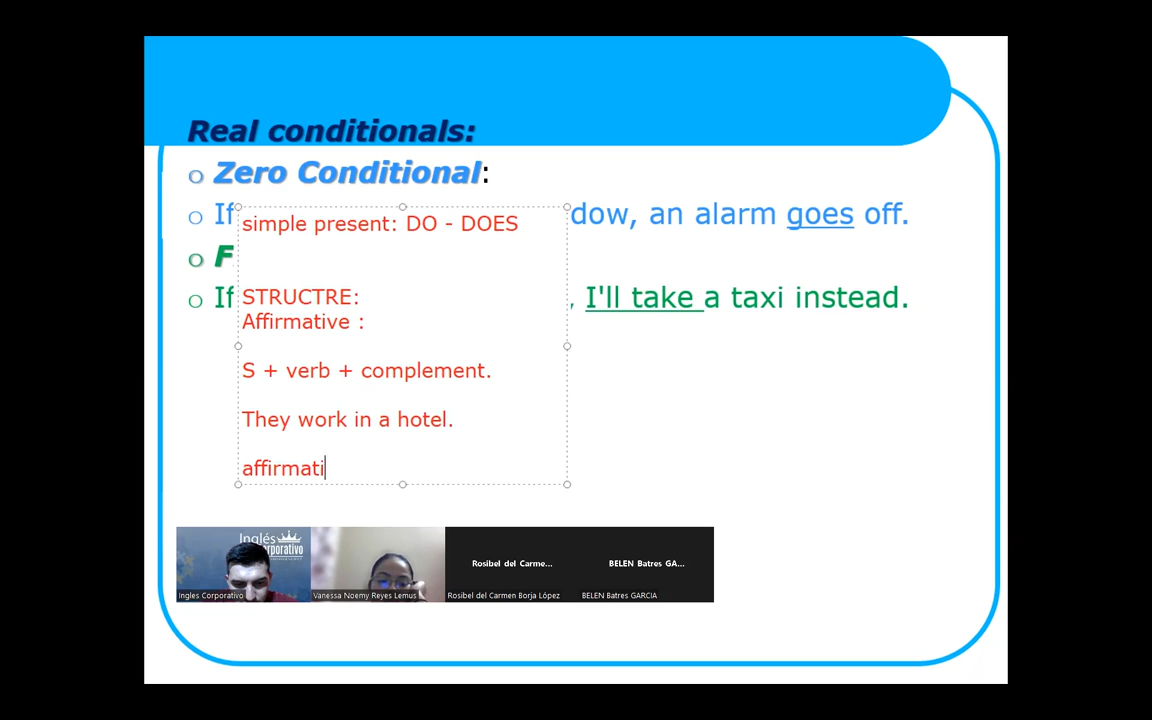 Real conditionals:
o Zero Conditional:
o If dow, an alarm goes off.
o F
o If , I'll take a taxi instead.
simple present: DO - DOES
STRUCTRE:
Affirmative :
S + verb + complement.
They work in a hotel.
affirmati
Inglés
orporativo
Rosibel del Carme...
BELEN Batres GA...
Ingles Corporativo
Vanessa Noemy Reyes Lemus
Rosibel del Carmen Borja López
BELEN Batres GARCIA